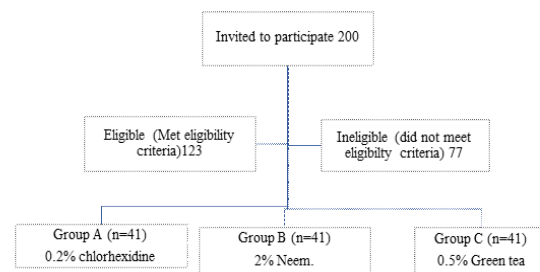 Invited to participate 200
Eligible (Met eligibility
criteria)123
Ineligible (did not meet
eligibilty criteria) 77
Group A (n=41)
0.2% chlorhexidine
Group B (n=41)
2% Neem.
Group C (n=41)
0.5% Green tea